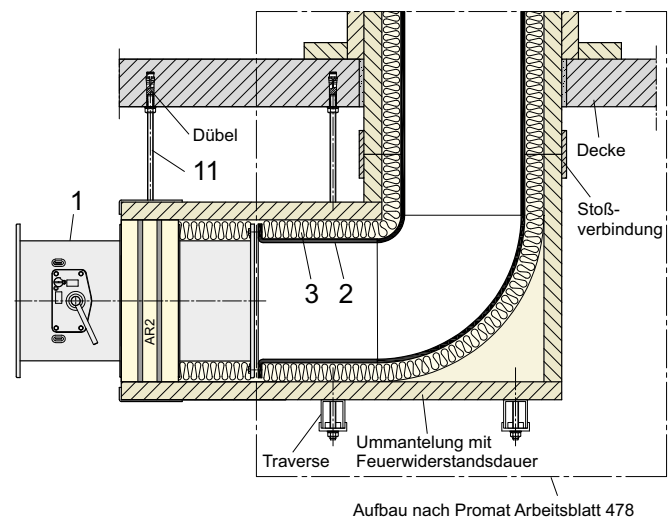 Dübel
11
Decke
1
Stoß-
verbindung
3
2
AR2
Traverse
Ummantelung mit
Feuerwiderstandsdauer
Aufbau nach Promat Arbeitsblatt 478